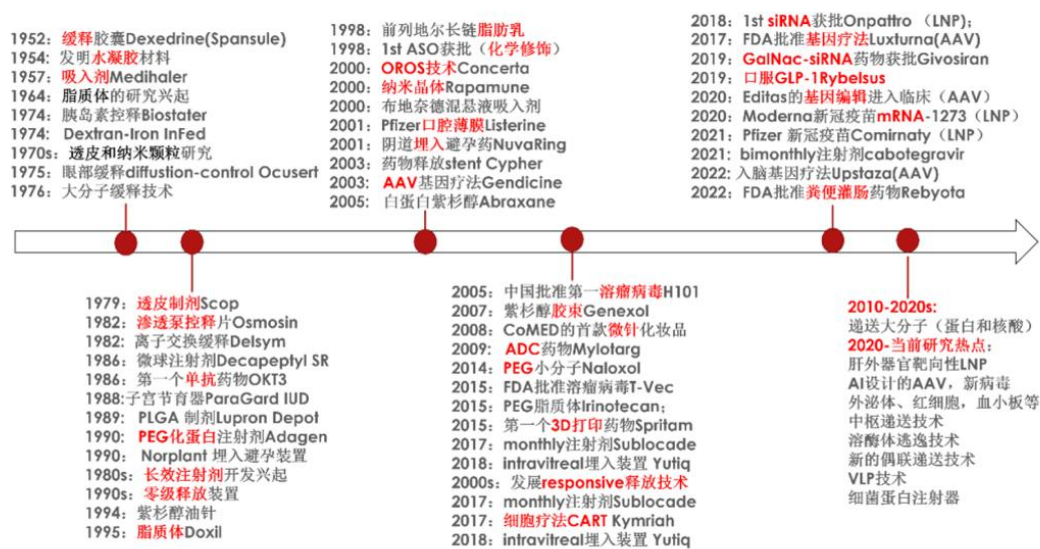 1952：缓释胶囊Dexedrine(Spansule)
1954: 发明水凝胶材料
1957：吸入剂Medihaler
1964：脂质体的研究兴起
1974：胰岛素控释Biostater
1974： Dextran-Iron InFed
1970s：透皮和纳米颗粒研究
1975：眼部缓释diffustion-control Ocusert
1976：大分子缓释技术
1979：透皮制剂Scop
1982：渗透泵控释片Osmosin
1982：离子交换缓释Delsym
1986：微球注射剂Decapeptyl SR
1986：第一个单抗药物OKT3
1988:子宫节育器ParaGard IUD
1989： PLGA 制剂Lupron Depot
1990：PEG化蛋白注射剂Adagen
1990： Norplant 埋入避孕装置
1980s：长效注射剂开发兴起
1990s：零级释放装置
1994：紫杉醇油针
1995：脂质体Doxil
1998：前列地尔长链脂肪乳
1998：1st ASO获批（化学修饰）
2000：OROS技术Concerta
2000：纳米晶体Rapamune
2000：布地奈德混悬液吸入剂
2001：Pfizer口腔薄膜Listerine
2001：阴道埋入避孕药NuvaRing
2003：药物释放stent Cypher
2003：AAV基因疗法Gendicine
2005： 白蛋白紫杉醇Abraxane
2005：中国批准第一溶瘤病毒H101
2007：紫杉醇胶束Genexol
2008：CoMED的首款微针化妆品
2009：ADC药物Mylotarg
2014：PEG小分子Naloxol
2015：FDA批准溶瘤病毒T-Vec
2015：PEG脂质体Irinotecan；
2015：第一个3D打印药物Spritam
2017：monthly注射剂Sublocade
2018：intravitreal埋入装置 Yutiq
2000s：发展responsive释放技术
2017：monthly注射剂Sublocade
2017：细胞疗法CART Kymriah
2018：intravitreal埋入装置 Yutiq
2018：1st siRNA获批Onpattro（LNP）；
2017：FDA批准基因疗法Luxturna(AAV)
2019：GalNac-siRNA药物获批Givosiran
2019：口服GLP-1Rybelsus
2020：Editas的基因编辑进入临床（AAV）
2020：Moderna新冠疫苗mRNA-1273（LNP）
2021：Pfizer 新冠疫苗Comirnaty（LNP）
2021：bimonthly注射剂cabotegravir
2022: 入脑基因疗法Upstaza(AAV)
2022：FDA批准粪便灌肠药物Rebyota
2010-2020s:
递送大分子（蛋白和核酸）
2020-当前研究热点：
肝外器官靶向性LNP
AI设计的AAV，新病毒
外泌体、红细胞，血小板等
中枢递送技术
溶酶体逃逸技术
新的偶联递送技术
VLP技术
细菌蛋白注射器